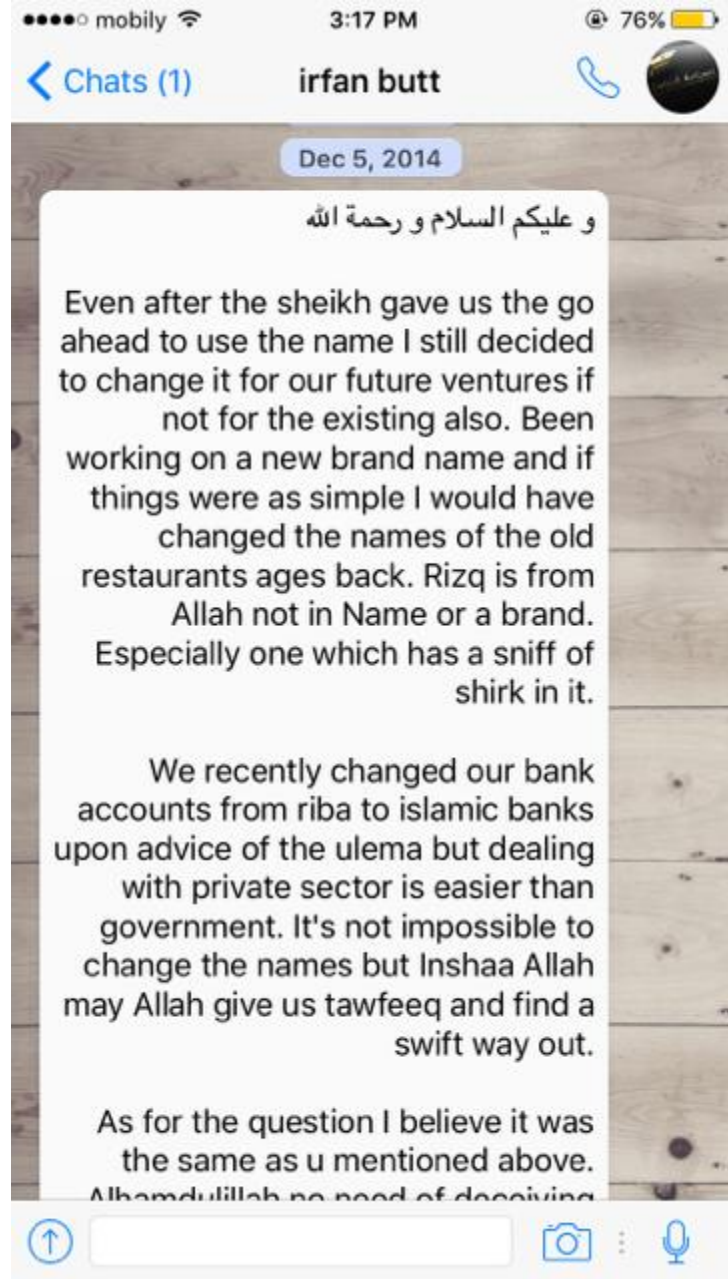 mobily 3:17 PM 76%
Chats (1) irfan butt
Dec 5, 2014
و عليكم السلام و رحمة الله
Even after the sheikh gave us the go
ahead to use the name I still decided
to change it for our future ventures if
not for the existing also. Been
working on a new brand name and if
things were as simple I would have
changed the names of the old
restaurants ages back. Rizq is from
Allah not in Name or a brand.
Especially one which has a sniff of
shirk in it.
We recently changed our bank
accounts from riba to islamic banks
upon advice of the ulema but dealing
with private sector is easier than
government. It's not impossible to
change the names but Inshaa Allah
may Allah give us tawfeeq and find a
swift way out.
As for the question I believe it was
the same as u mentioned above.
Alhamdulillah no need of deceiving